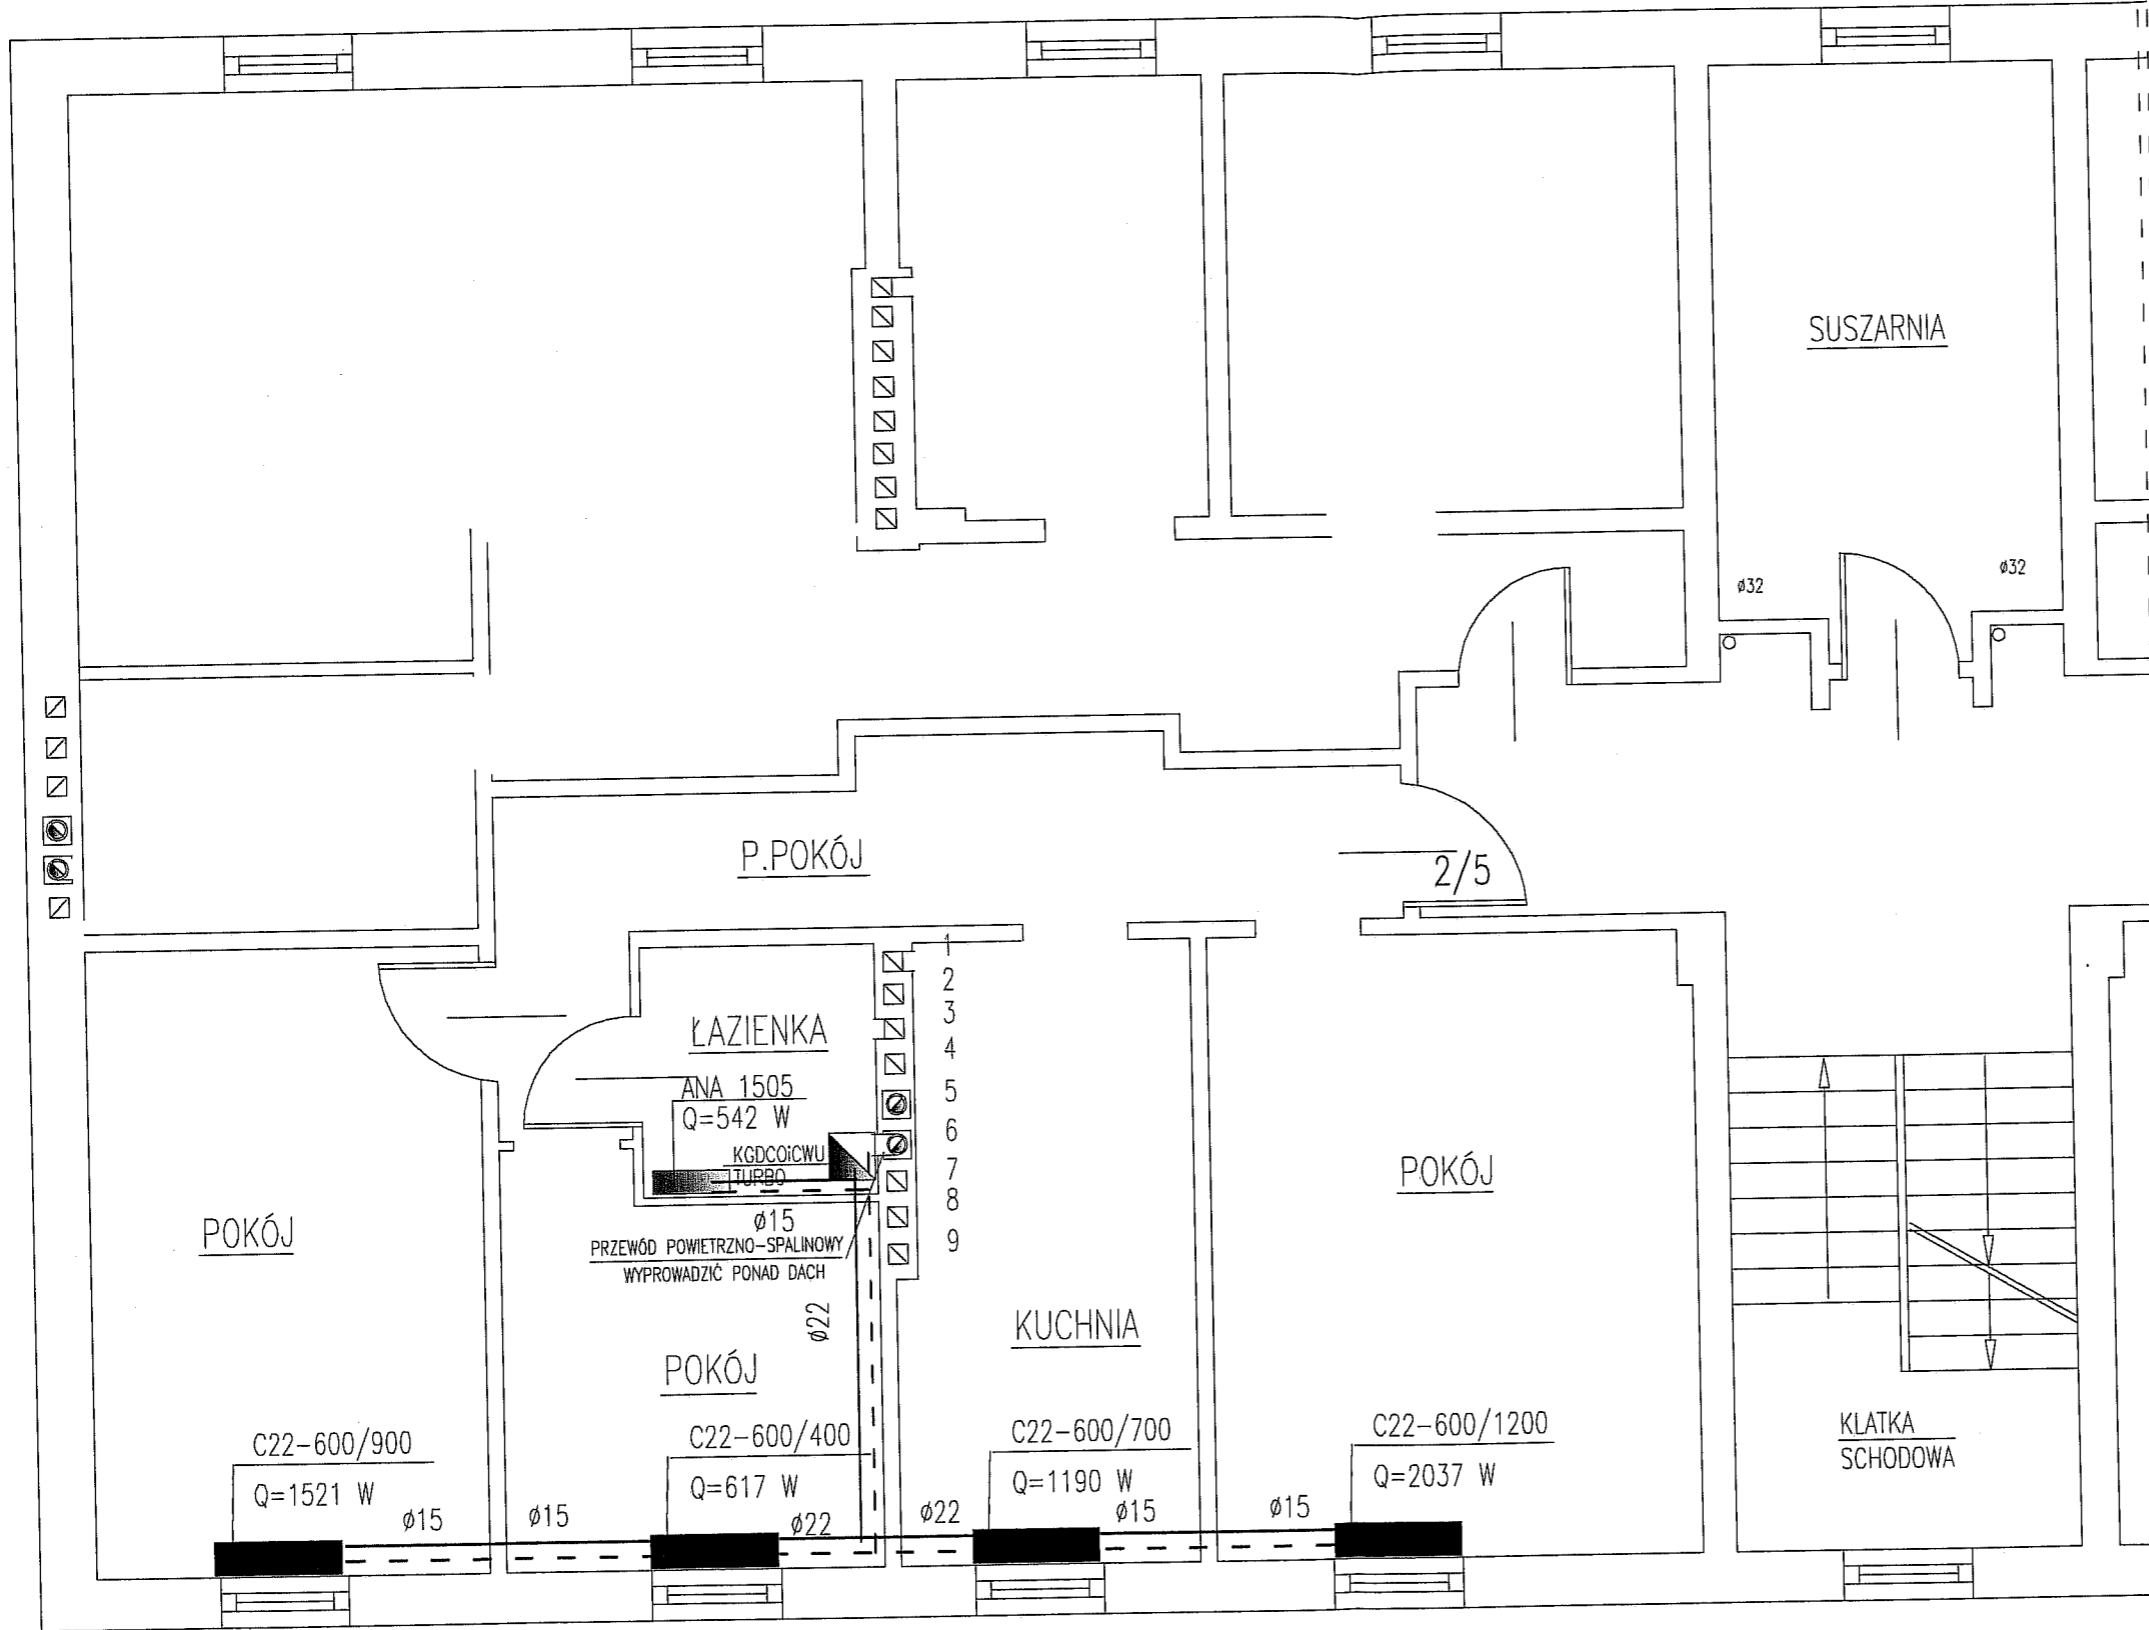 SUSZARNIA
ø32
ø32
P.POKÓJ
2/5
1
2
3
4
5
6
7
8
9
ŁAZIENKA
ANA 1505
Q=542 W
KGDCOiCWU
TURBO
ø15
PRZEWÓD POWIETRZNO-SPALINOWY
WYPROWADZIĆ PONAD DACH
ø22
POKÓJ
POKÓJ
KUCHNIA
POKÓJ
C22-600/900
Q=1521 W
C22-600/400
Q=617 W
C22-600/700
Q=1190 W
C22-600/1200
Q=2037 W
KLATKA
SCHODOWA
ø15
ø15
ø22
ø22
ø15
ø15